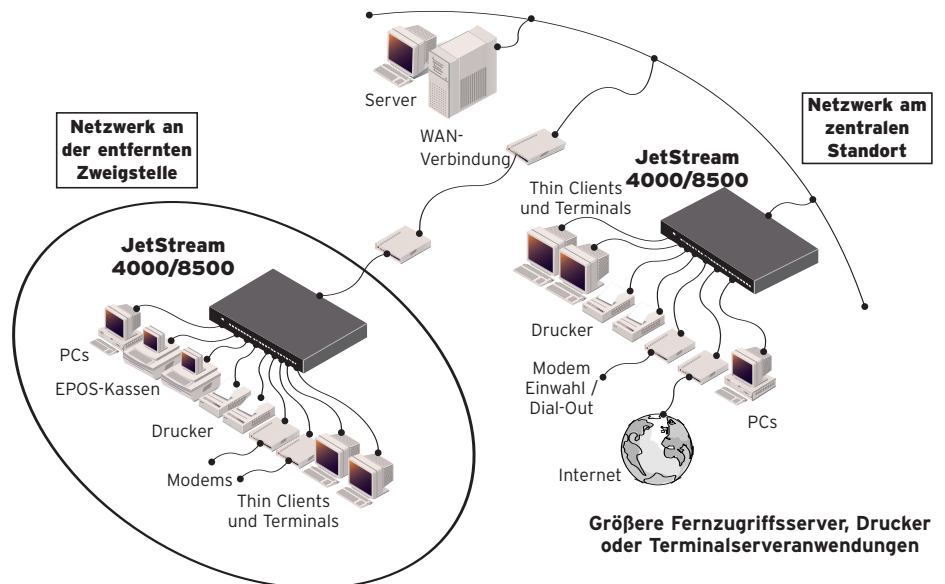 Server
WAN-
Verbindung
Netzwerk an
der entfernten
Zweigstelle
Netzwerk am
zentralen
Standort
JetStream
4000/8500
Thin Clients
und Terminals
Drucker
Modem
Einwahl /
Dial-Out
PCs
Internet
JetStream
4000/8500
PCs
EPOS-Kassen
Drucker
Modems
Thin Clients
und Terminals
Größere Fernzugriffsserver, Drucker
oder Terminalserveranwendungen